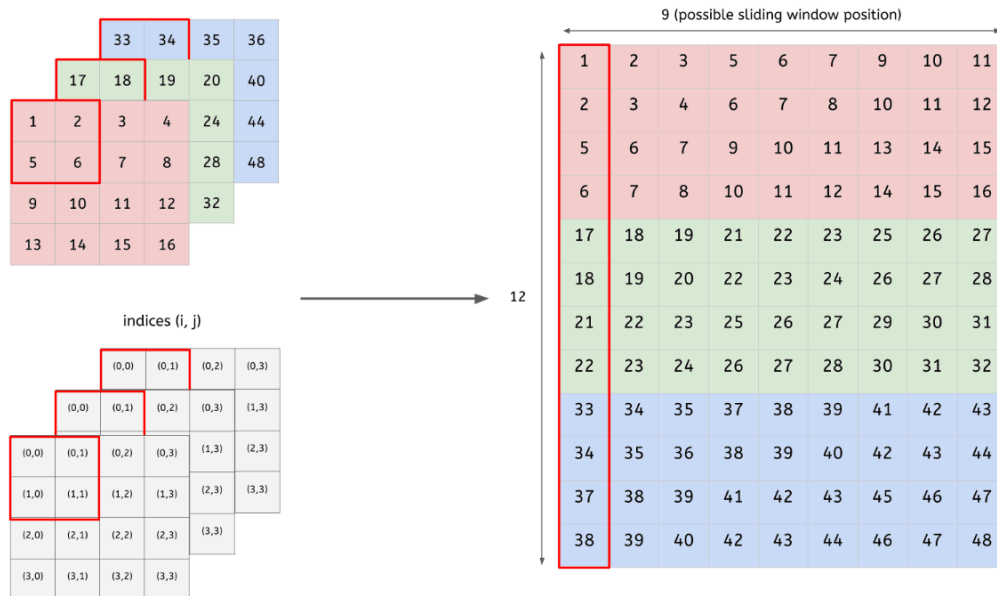 9 (possible sliding window position)
33 34 35 36
17 18 19 20 40
1 2 3 4 24 44
5 6 7 8 28 48
9 10 11 12 32
13 14 15 16
indices (i, j)
(0,0) (0,1) (0,2) (0,3)
(0,0) (0,1) (0,2) (0,3) (1,3)
(0,0) (0,1) (0,2) (0,3) (1,3) (2,3)
(1,0) (1,1) (1,2) (1,3) (2,3) (3,3)
(2,0) (2,1) (2,2) (2,3) (3,3)
(3,0) (3,1) (3,2) (3,3)
12
1 2 3 5 6 7 9 10 11
2 3 4 6 7 8 10 11 12
5 6 7 9 10 11 13 14 15
6 7 8 10 11 12 14 15 16
17 18 19 21 22 23 25 26 27
18 19 20 22 23 24 26 27 28
21 22 23 25 26 27 29 30 31
22 23 24 26 27 28 30 31 32
33 34 35 37 38 39 41 42 43
34 35 36 38 39 40 42 43 44
37 38 39 41 42 43 45 46 47
38 39 40 42 43 44 46 47 48